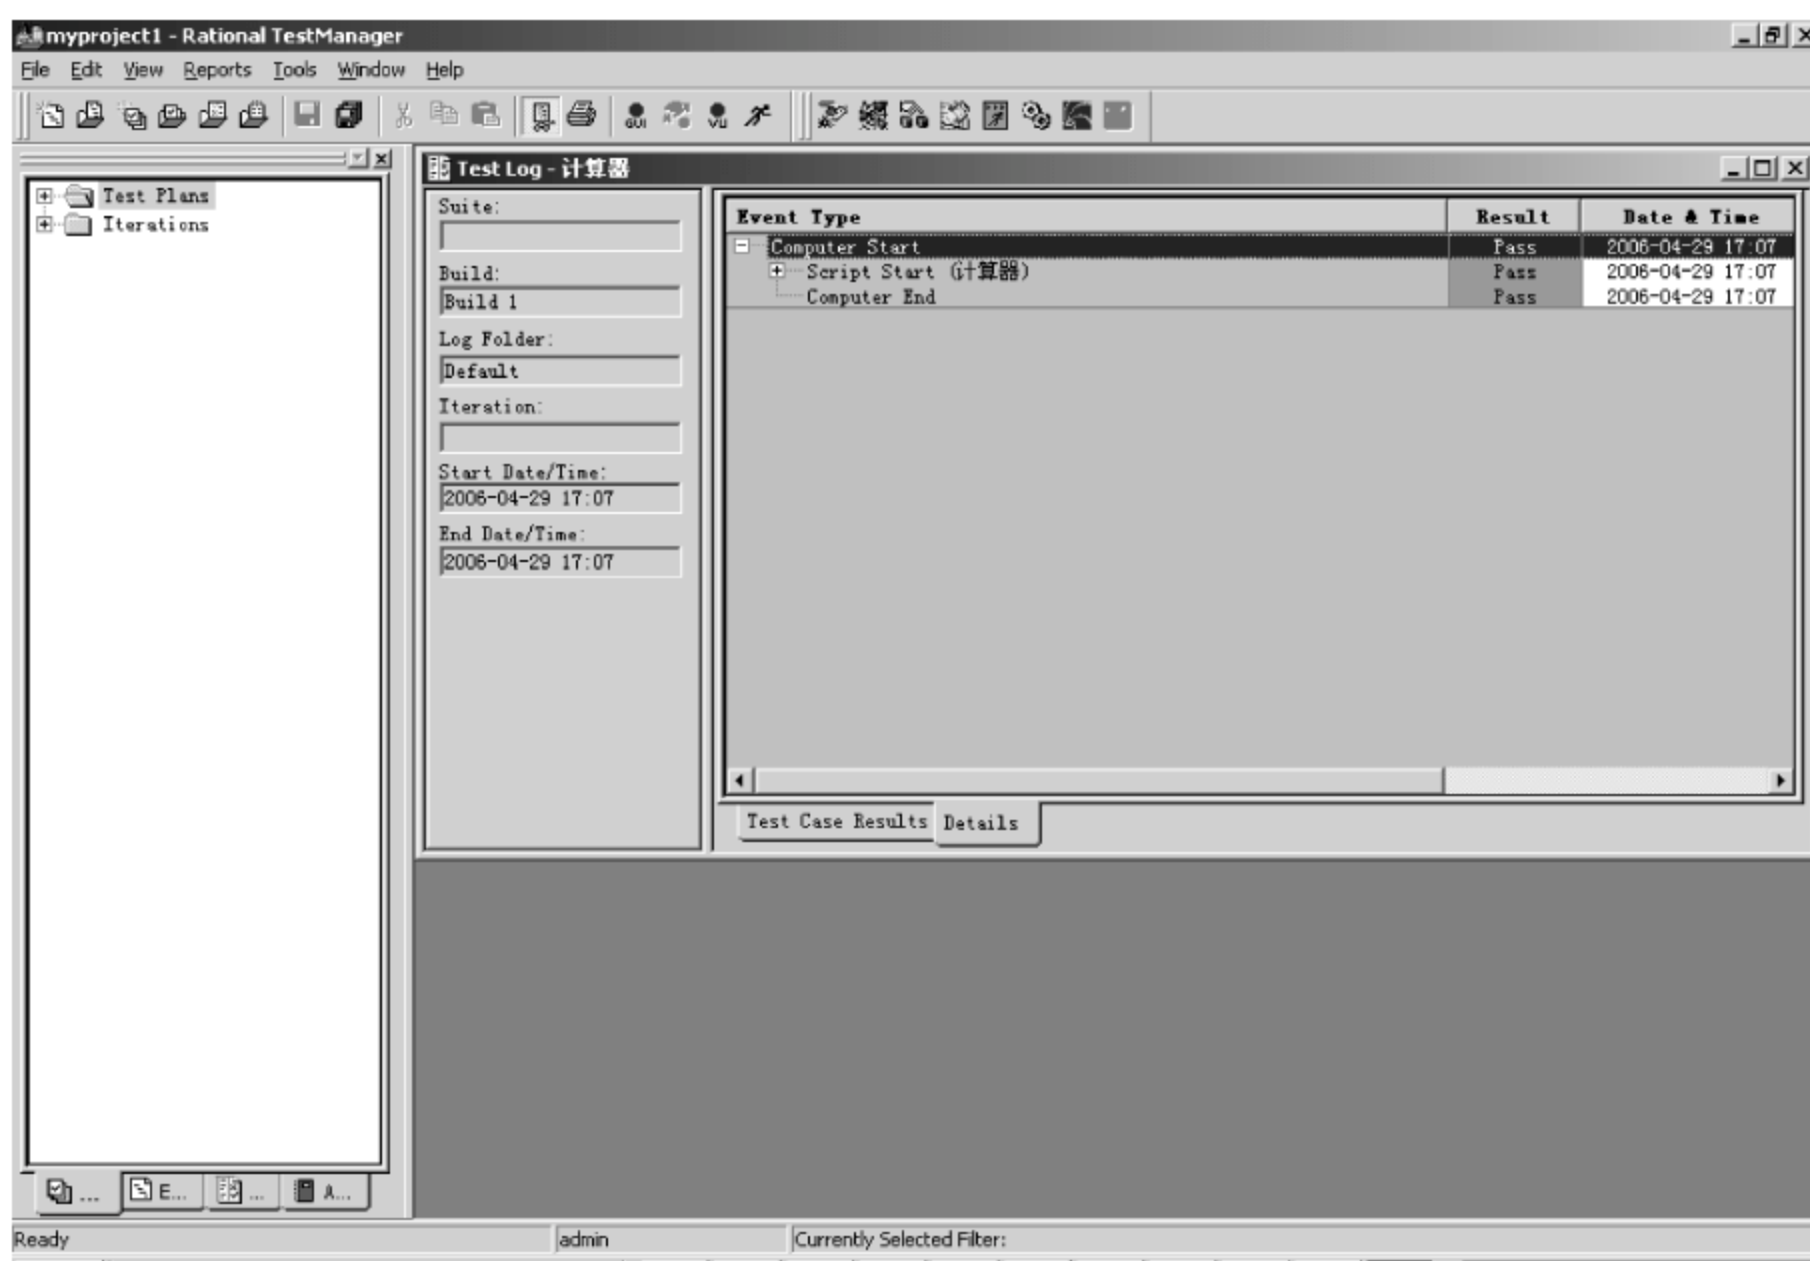 myproject1 - Rational TestManager
File Edit View Reports Tools Window Help
Test Plans
Iterations
Test Log - 计算器
Suite:
Build:
Build 1
Log Folder:
Default
Iteration:
Start Date/Time:
2006-04-29 17:07
End Date/Time:
2006-04-29 17:07
Event Type Result Date & Time
Computer Start Pass 2006-04-29 17:07
Script Start (计算器) Pass 2006-04-29 17:07
Computer End Pass 2006-04-29 17:07
Test Case Results Details
... E... ... A...
Ready admin Currently Selected Filter: